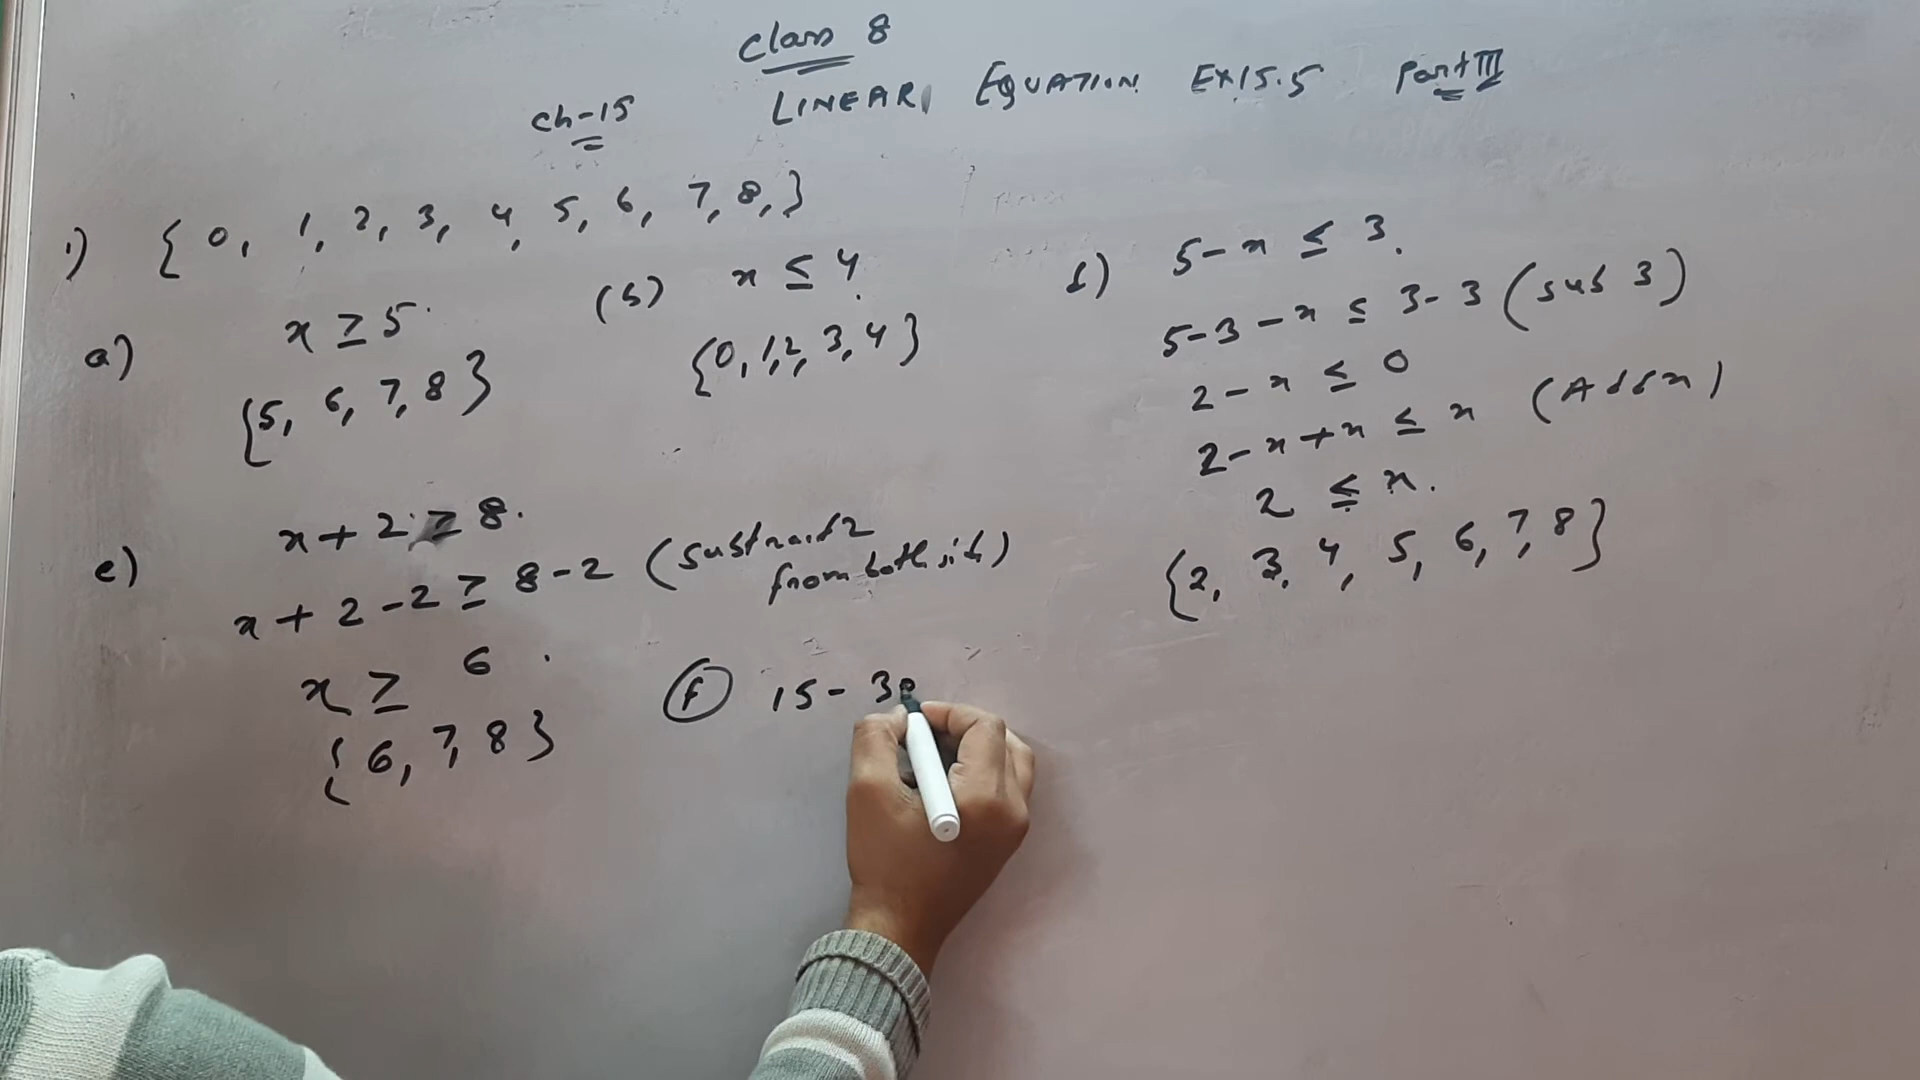 Class 8
Ch-15 LINEAR EQUATION EX15.5 Part III
1) { 0, 1, 2, 3, 4, 5, 6, 7, 8, }
a) x ≥ 5.
{5, 6, 7, 8 }
(b) x ≤ 4
{0, 1, 2, 3, 4 }
e) x + 2 ≥ 8.
x + 2 - 2 ≥ 8 - 2 (substract 2
from both side)
x ≥ 6
{ 6, 7, 8 }
(f) 15 - 3
d) 5 - x ≤ 3.
5 - 3 - x ≤ 3 - 3 (sub 3)
2 - x ≤ 0
2 - x + x ≤ x (Add x)
2 ≤ x.
{2, 3, 4, 5, 6, 7, 8 }